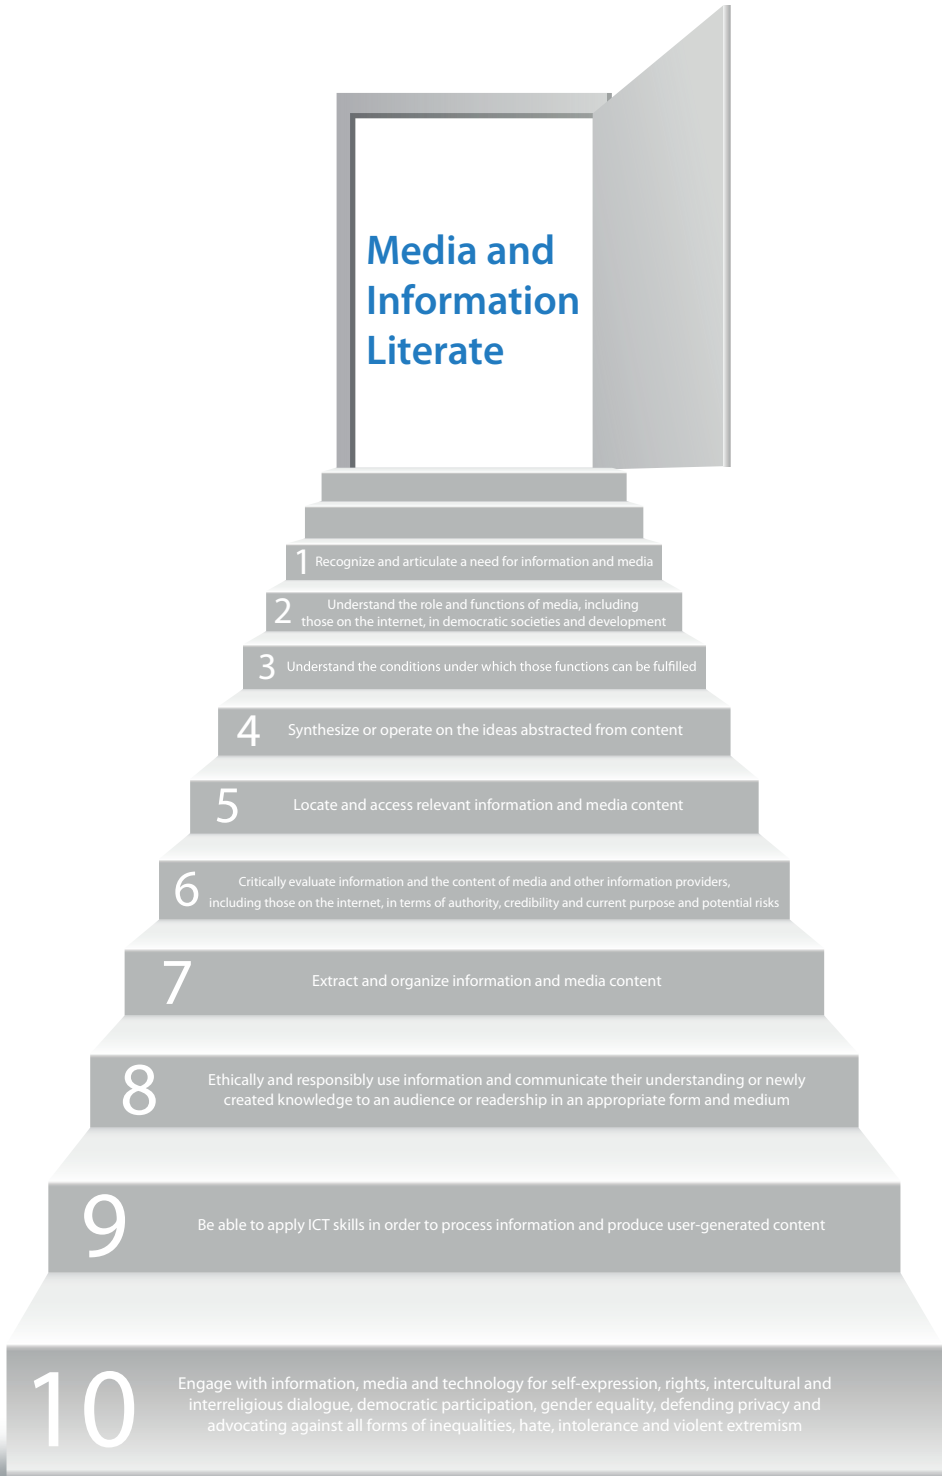 Media and
Information
Literate
1 Recognize and articulate a need for information and media
2 Understand the role and functions of media, including
those on the internet, in democratic societies and development
3 Understand the conditions under which those functions can be fulfilled
4 Synthesize or operate on the ideas abstracted from content
5 Locate and access relevant information and media content
6 Critically evaluate information and the content of media and other information providers,
including those on the internet, in terms of authority, credibility and current purpose and potential risks
7 Extract and organize information and media content
8 Ethically and responsibly use information and communicate their understanding or newly
created knowledge to an audience or readership in an appropriate form and medium
9 Be able to apply ICT skills in order to process information and produce user-generated content
10 Engage with information, media and technology for self-expression, rights, intercultural and
interreligious dialogue, democratic participation, gender equality, defending privacy and
advocating against all forms of inequalities, hate, intolerance and violent extremism